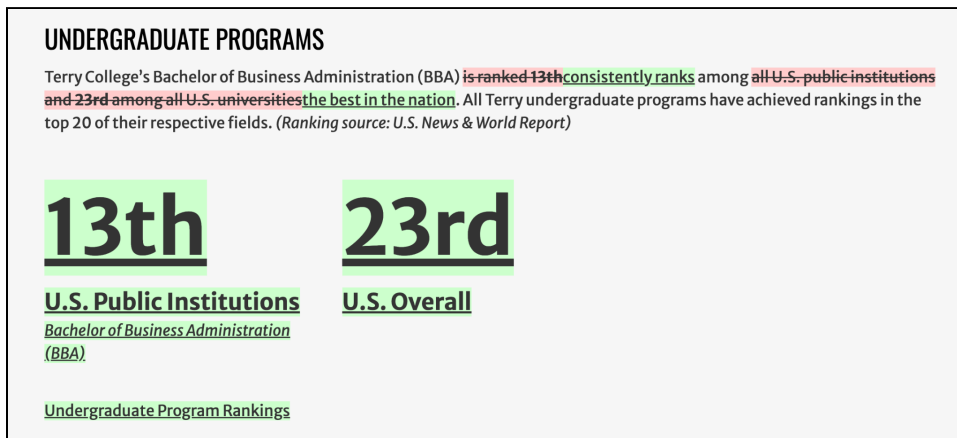 UNDERGRADUATE PROGRAMS
Terry College’s Bachelor of Business Administration (BBA) is ranked 13thconsistently ranks among all U.S. public institutions
and 23rd among all U.S. universitiesthe best in the nation. All Terry undergraduate programs have achieved rankings in the
top 20 of their respective fields. (Ranking source: U.S. News & World Report)
13th
U.S. Public Institutions
Bachelor of Business Administration
(BBA)
23rd
U.S. Overall
Undergraduate Program Rankings